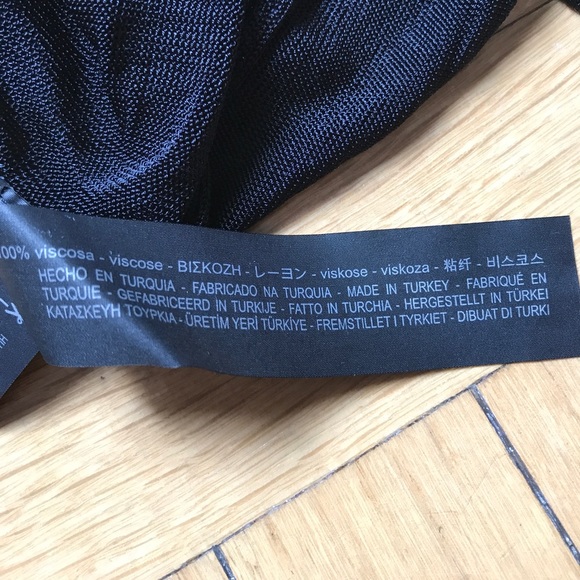 100% viscosa - viscose - ΒΙΣΚΟΖΗ - レーヨン - viskose - viskoza - 粘纤 - 비스코스
HECHO EN TURQUIA - FABRICADO NA TURQUIA - MADE IN TURKEY - FABRIQUÉ EN
TURQUIE - GEFABRICEERD IN TURKIJE - FATTO IN TURCHIA - HERGESTELLT IN TÜRKEI
ΚΑΤΑΣΚΕΥΗ ΤΟΥΡΚΙΑ - ÜRETİM YERİ TÜRKİYE - FREMSTILLET I TYRKIET - DIBUAT DI TURKI